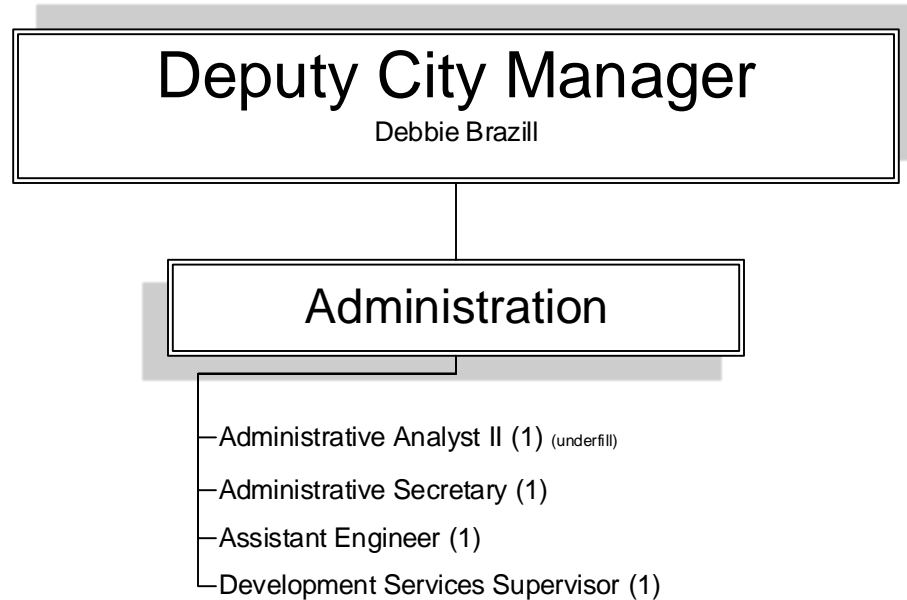 Deputy City Manager
Debbie Brazill
Administration
Administrative Analyst II (1) (underfill)
Administrative Secretary (1)
Assistant Engineer (1)
Development Services Supervisor (1)